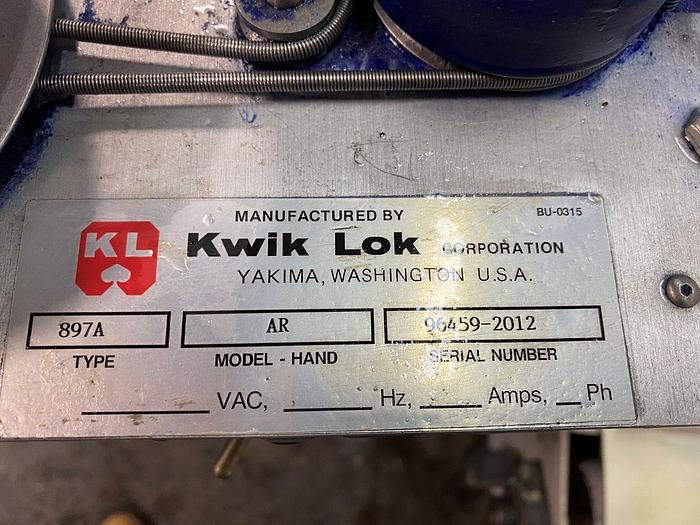 MANUFACTURED BY
BU-0315
KL
Kwik Lok CORPORATION
YAKIMA, WASHINGTON U.S.A.
897A AR 96459-2012
TYPE MODEL - HAND SERIAL NUMBER
VAC, Hz, Amps, Ph